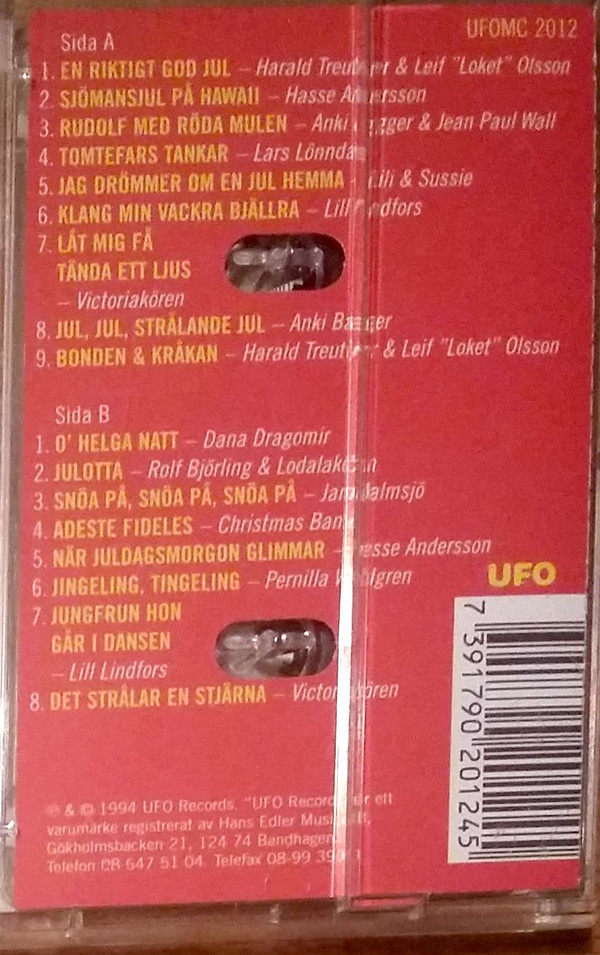 UFOMC 2012
Sida A
1. EN RIKTIGT GOD JUL – Harald & Leif "Loket" Olsson
2. SJÖMANSJUL PÅ HAWAII – Hasse
3. RUDOLF MED RÖDA MULEN – Anki & Jean Paul Wall
4. TOMTEFARS TANKAR – Lars
5. JAG DRÖMMER OM EN JUL HEMMA – Lili & Sussie
6. KLANG MIN VACKRA BJÄLLRA – Lill
7. LÅT MIG FÅ
TÄNDA ETT LJUS
– Victoriakören
8. JUL, JUL, STRÅLANDE JUL – Anki
9. BONDEN & KRÅKAN – Harald & Leif "Loket" Olsson
Sida B
1. O' HELGA NATT – Dana Dragomir
2. JULOTTA – Rolf Björling &
3. SNÖA PÅ, SNÖA PÅ, SNÖA PÅ –
4. ADESTE FIDELES – Christmas
5. NÄR JULDAGSMORGON GLIMMAR – Andersson
6. JINGELING, TINGELING – Pernilla
UFO
7. JUNGFRUN HON
GÅR I DANSEN
– Lill Lindfors
8. DET STRÅLAR EN STJÄRNA –
℗ & © 1994 UFO Records. "UFO ett
varumärke registrerat av Hans Edler
Gökholmsbacken 21, 124 74 Bandhagen
Telefon 08 647 51 04. Telefax 08-99
7 391790 201245